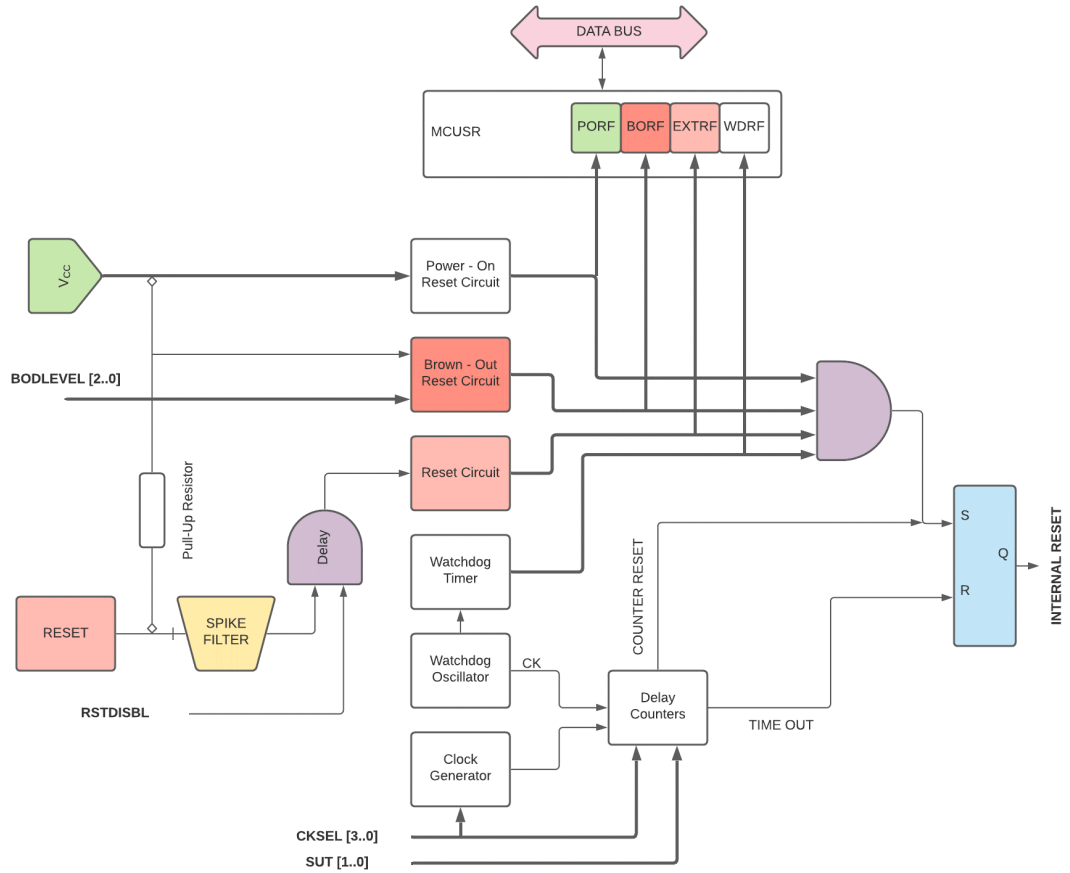 DATA BUS
MCUSR
PORF
BORF
EXTRF
WDRF
Vcc
Power - On
Reset Circuit
BODLEVEL [2..0]
Brown - Out
Reset Circuit
Pull-Up Resistor
Reset Circuit
Delay
Watchdog
Timer
COUNTER RESET
S
Q
R
INTERNAL RESET
RESET
SPIKE
FILTER
Watchdog
Oscillator
CK
RSTDISBL
Delay
Counters
TIME OUT
Clock
Generator
CKSEL [3..0]
SUT [1..0]